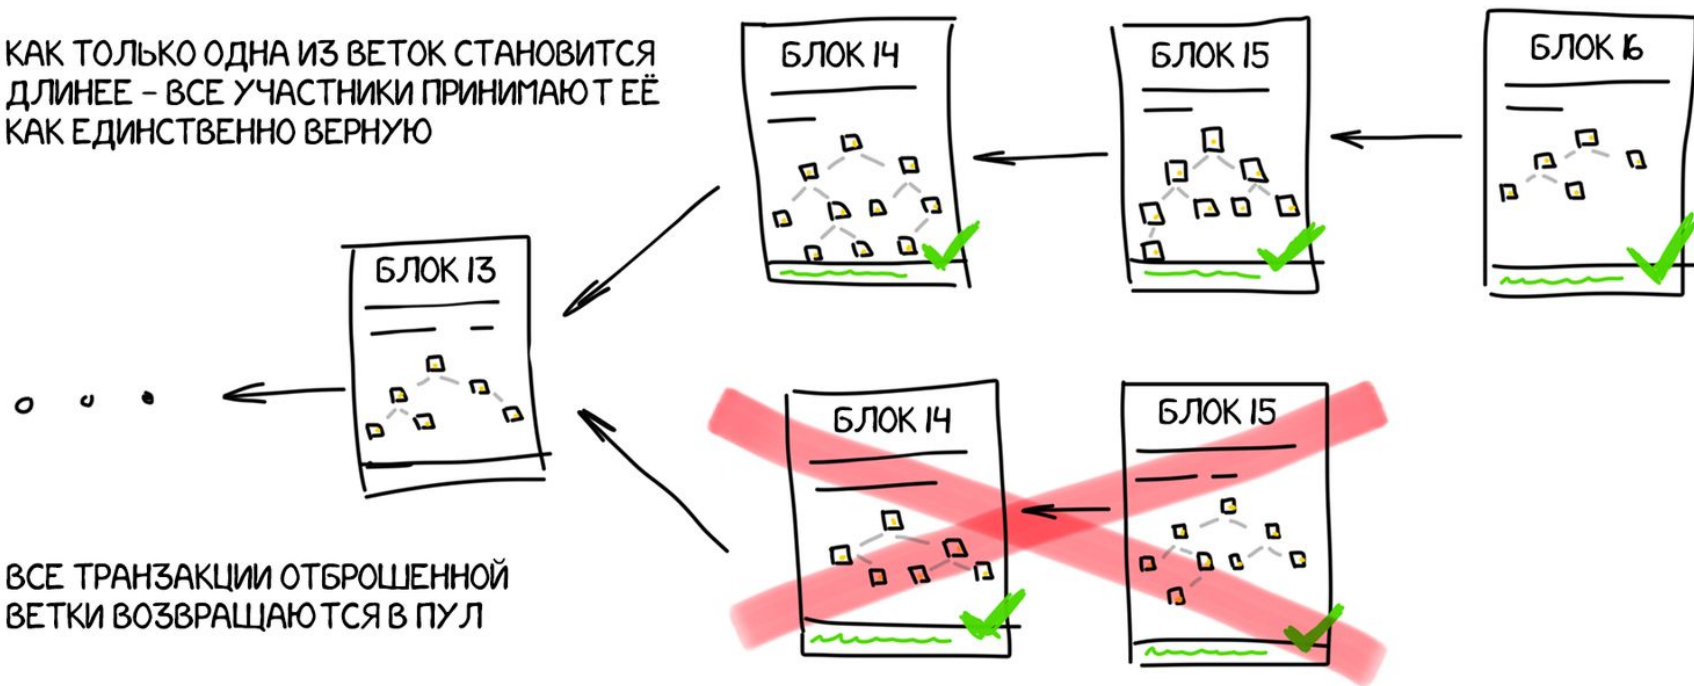 КАК ТОЛЬКО ОДНА ИЗ ВЕТОК СТАНОВИТСЯ
ДЛИНЕЕ – ВСЕ УЧАСТНИКИ ПРИНИМАЮТ ЕЁ
КАК ЕДИНСТВЕННО ВЕРНУЮ
БЛОК 14
БЛОК 15
БЛОК 16
БЛОК 13
БЛОК 14
БЛОК 15
ВСЕ ТРАНЗАКЦИИ ОТБРОШЕННОЙ
ВЕТКИ ВОЗВРАЩАЮТСЯ В ПУЛ